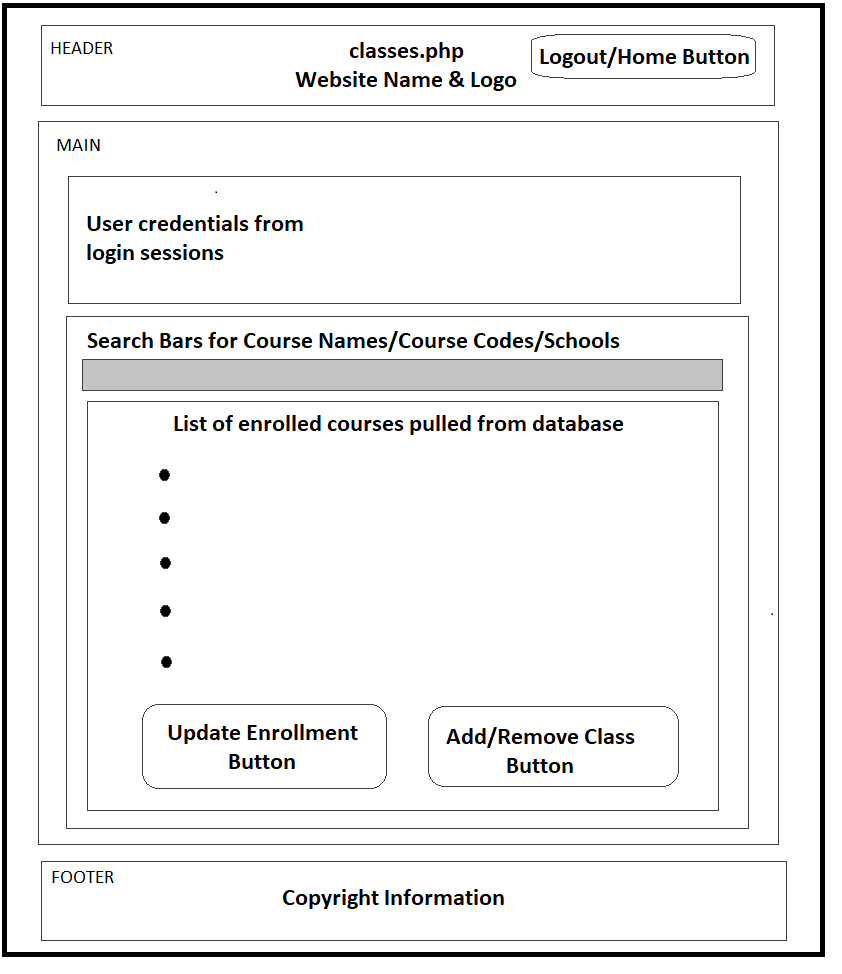 HEADER
classes.php
Website Name & Logo
Logout/Home Button
MAIN
User credentials from
login sessions
Search Bars for Course Names/Course Codes/Schools
List of enrolled courses pulled from database
Update Enrollment
Button
Add/Remove Class
Button
FOOTER
Copyright Information